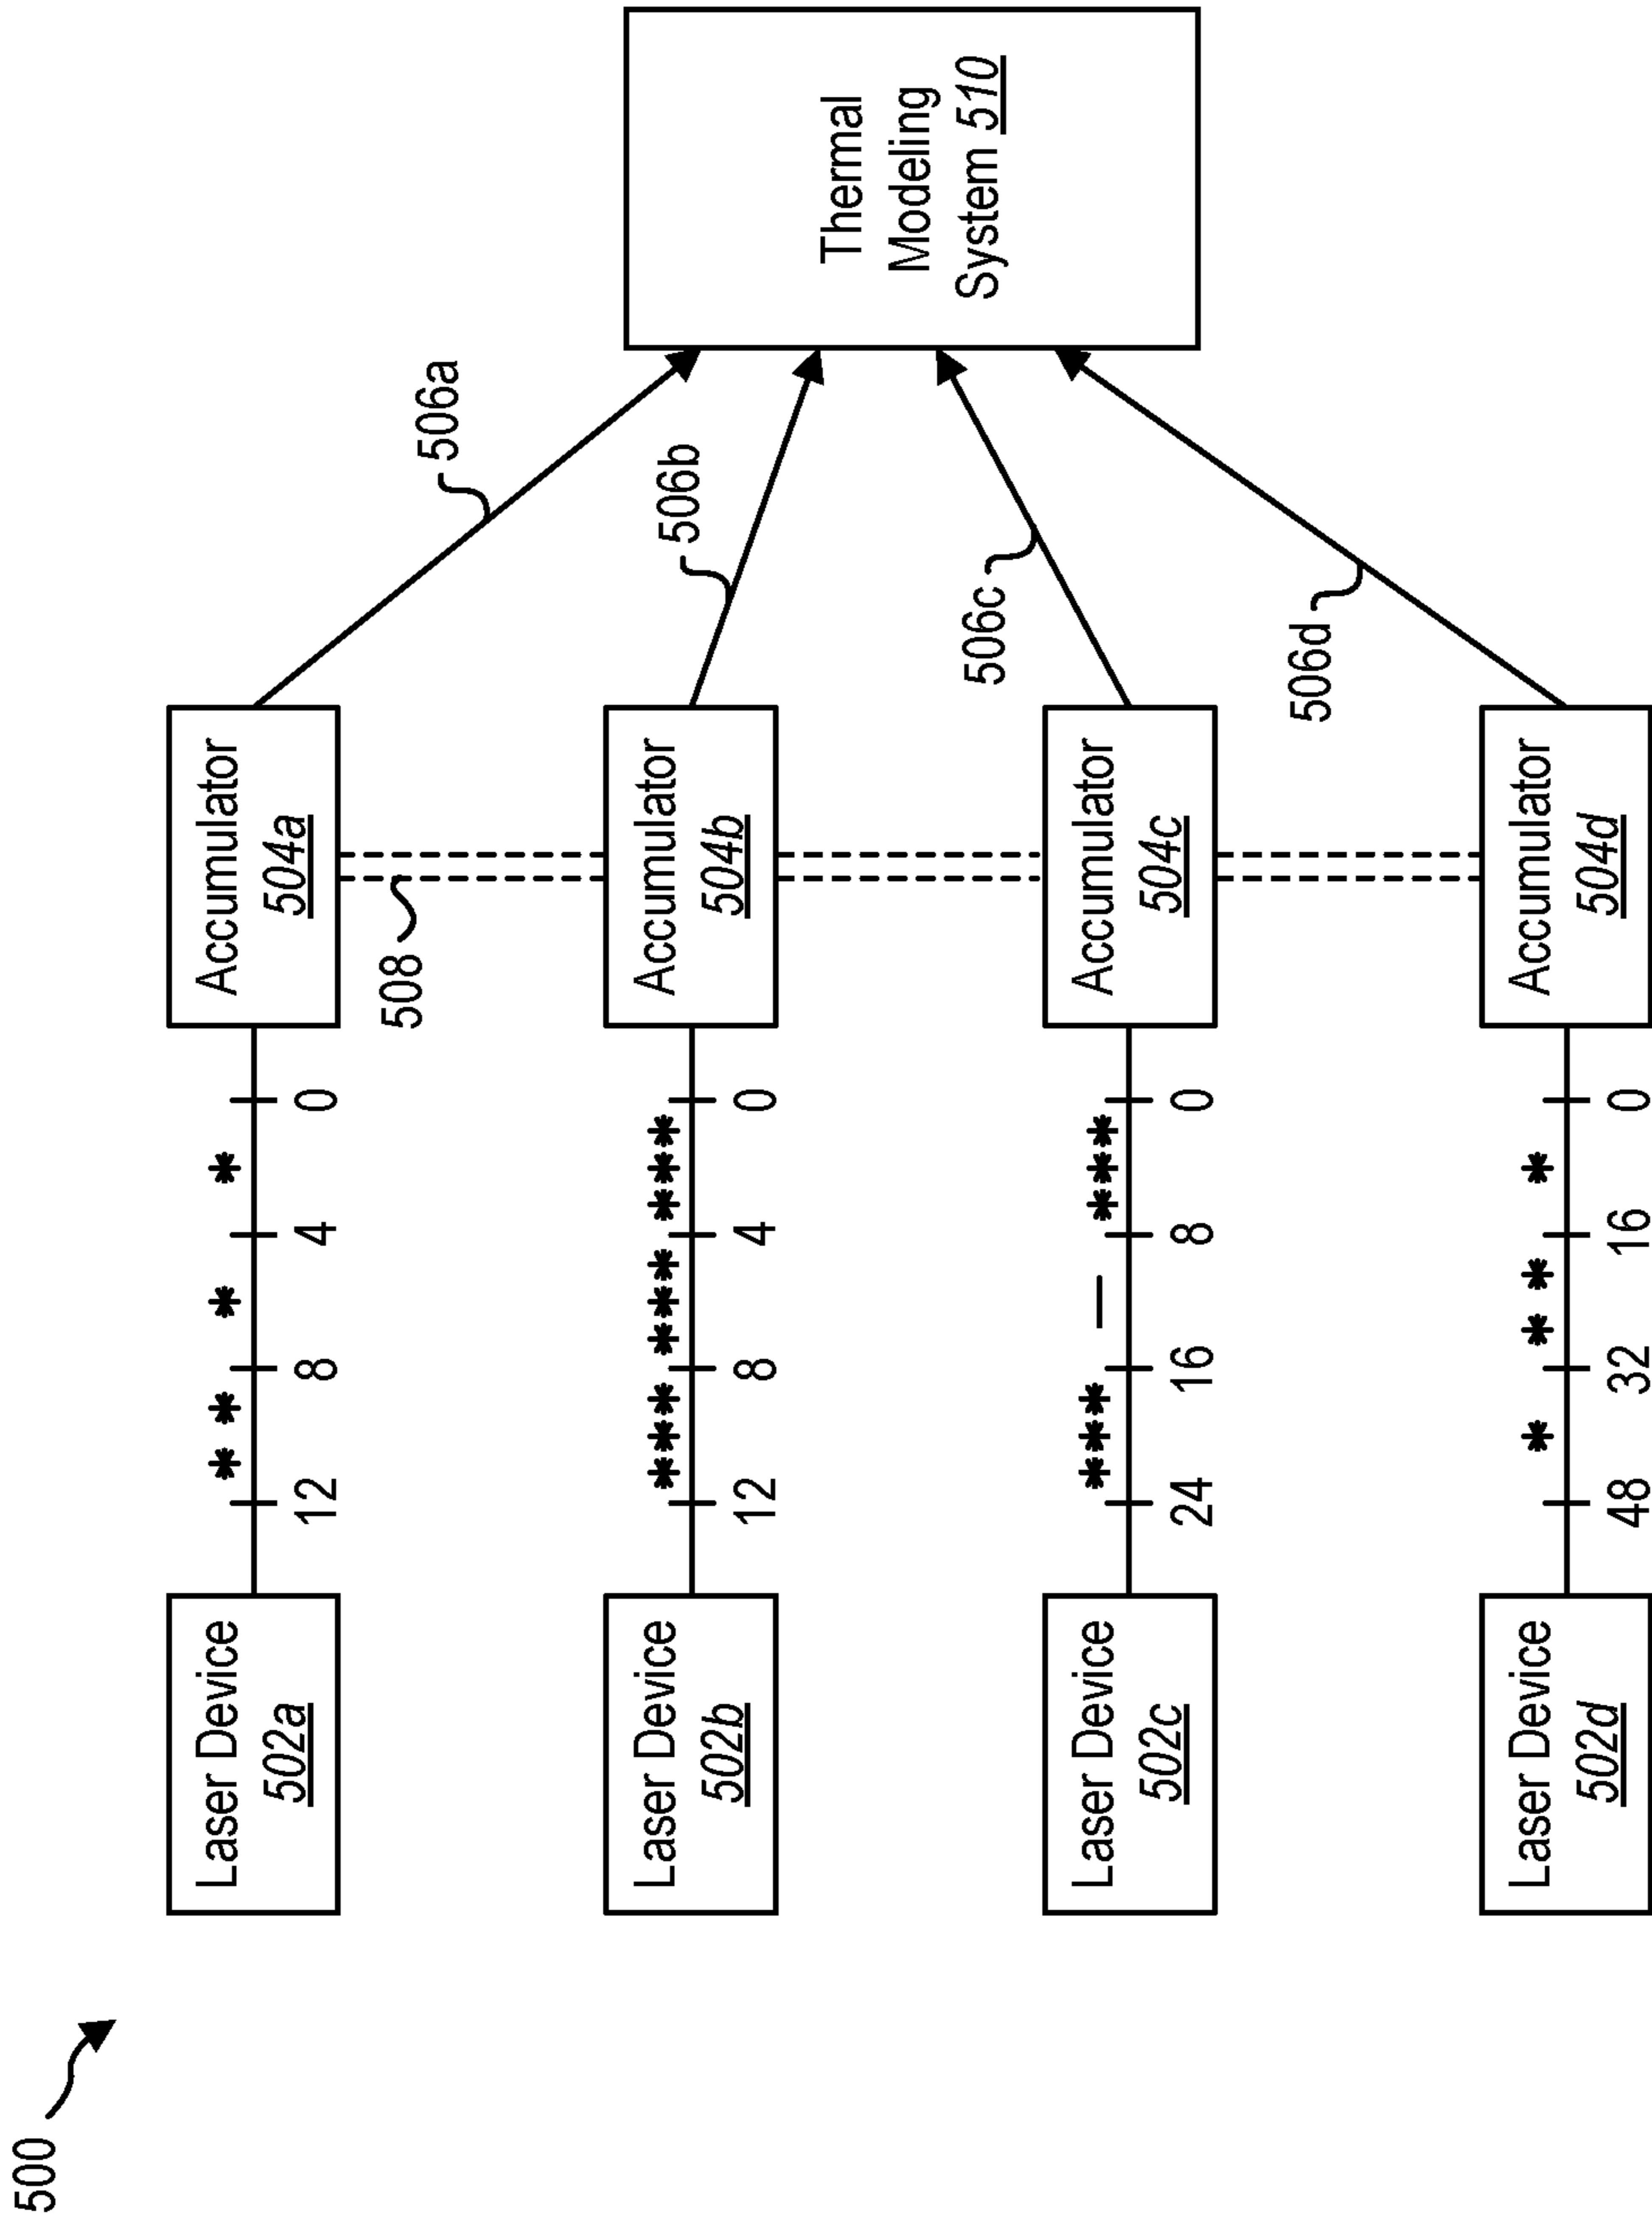 500
Laser Device
502a
12
8
4
0
* * * *
Accumulator
504a
506a
508
Laser Device
502b
12
8
4
0
*** *** ***
Accumulator
504b
506b
Laser Device
502c
24
16
8
0
*** — ***
Accumulator
504c
506c
Laser Device
502d
48
32
16
0
* * * *
Accumulator
504d
506d
Thermal
Modeling
System 510